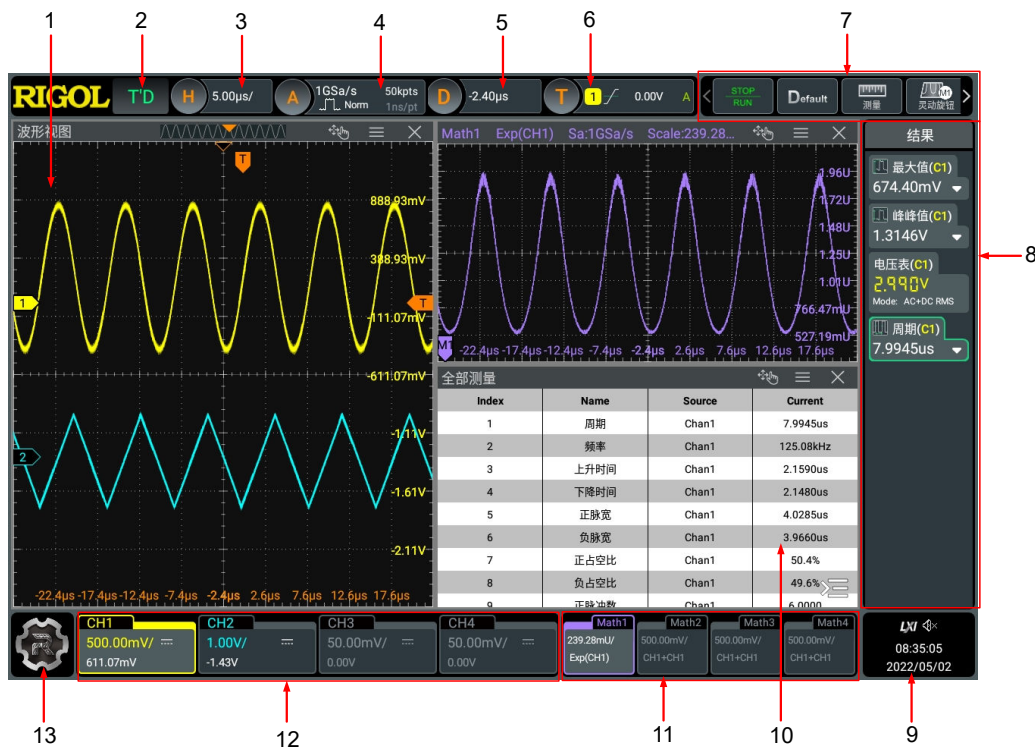 1 2 3 4 5 6 7
RIGOL T'D H 5.00µs/ A 1GSa/s 50kpts D -2.40µs T 1 0.00V A < STOP Default >
Norm 1ns/pt RUN 测量 灵动旋钮
波形视图
T
888.93mV
388.93mV
1 T
-111.07mV
-611.07mV
-1.11V
2
-1.61V
-2.11V
-22.4µs -17.4µs -12.4µs -7.4µs -2.4µs 2.6µs 7.6µs 12.6µs 17.6µs
Math1 Exp(CH1) Sa:1GSa/s Scale:239.28...
1.96U
1.72U
1.48U
1.25U
1.01U
766.47mU
527.19mU
M1 -22.4µs -17.4µs -12.4µs -7.4µs -2.4µs 2.6µs 7.6µs 12.6µs 17.6µs
全部测量
Index Name Source Current
1 周期 Chan1 7.9945us
2 频率 Chan1 125.08kHz
3 上升时间 Chan1 2.1590us
4 下降时间 Chan1 2.1480us
5 正脉宽 Chan1 4.0285us
6 负脉宽 Chan1 3.9660us
7 正占空比 Chan1 50.4%
8 负占空比 Chan1 49.6%
9 正脉冲数 Chan1 6.0000
结果
最大值(C1)
674.40mV
峰峰值(C1)
1.3146V
电压表(C1)
2.990V
Mode: AC+DC RMS
周期(C1)
7.9945us
8
CH1
500.00mV/
611.07mV
CH2
1.00V/
-1.43V
CH3
50.00mV/
0.00V
CH4
50.00mV/
0.00V
Math1
239.28mU/
Exp(CH1)
Math2
500.00mV/
CH1+CH1
Math3
500.00mV/
CH1+CH1
Math4
500.00mV/
CH1+CH1
LXI
08:35:05
2022/05/02
13 12 11 10 9